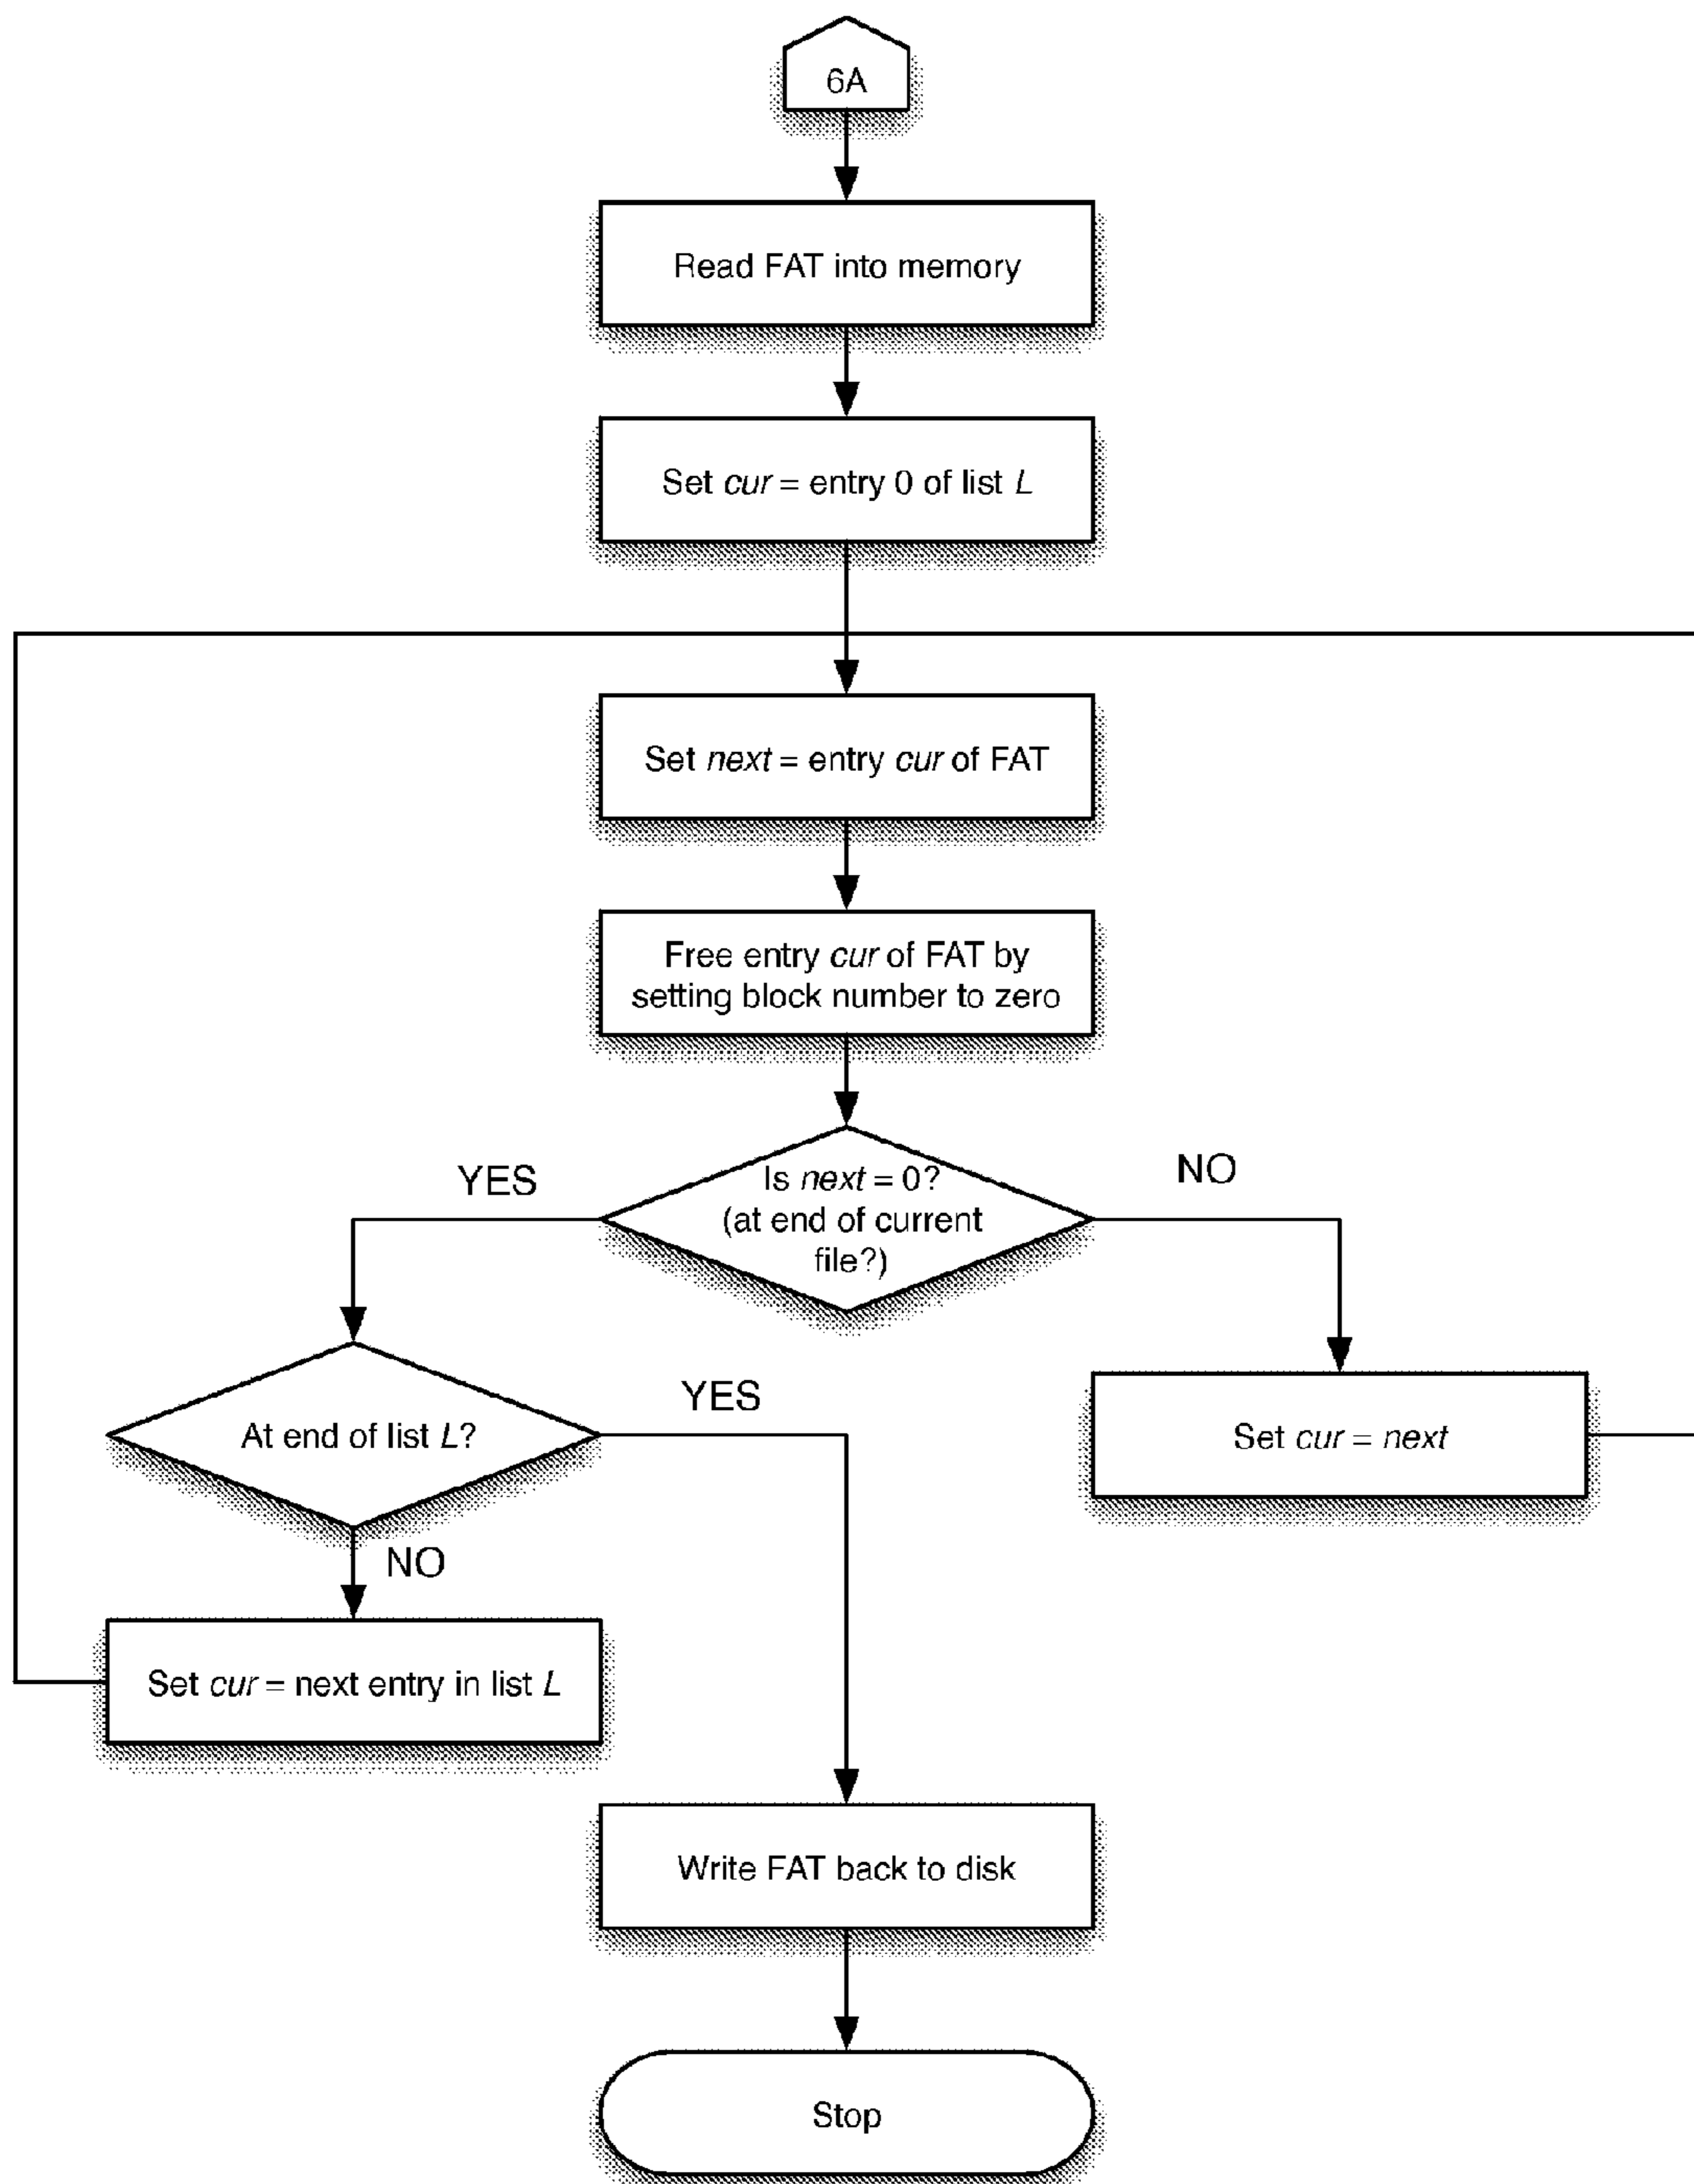 6A
Read FAT into memory
Set cur = entry 0 of list L
Set next = entry cur of FAT
Free entry cur of FAT by
setting block number to zero
YES
Is next = 0?
(at end of current
file?)
NO
At end of list L?
YES
Set cur = next
NO
Set cur = next entry in list L
Write FAT back to disk
Stop